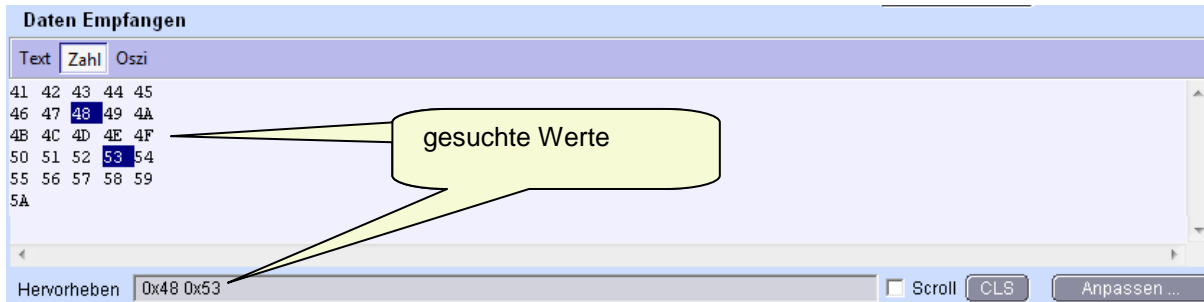 Daten Empfangen
Text Zahl Oszi
41 42 43 44 45
46 47 48 49 4A
4B 4C 4D 4E 4F
50 51 52 53 54
55 56 57 58 59
5A
gesuchte Werte
Hervorheben 0x48 0x53 Scroll CLS Anpassen ...